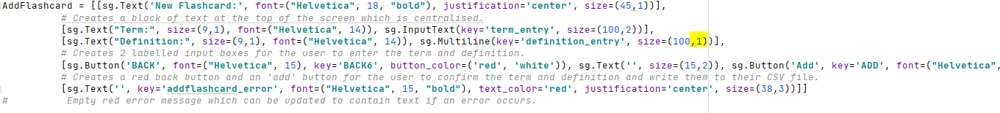 AddFlashcard = [[sg.Text('New Flashcard:', font=("Helvetica", 18, "bold"), justification='center', size=(45,1))],
# Creates a block of text at the top of the screen which is centralised.
[sg.Text("Term:", size=(9,1), font=("Helvetica", 14)), sg.InputText(key='term_entry', size=(100,2))],
[sg.Text("Definition:", size=(9,1), font=("Helvetica", 14)), sg.Multiline(key='definition_entry', size=(100,1))],
# Creates 2 labelled input boxes for the user to enter the term and definition.
[sg.Button('BACK', font=("Helvetica", 15), key='BACK6', button_color=('red', 'white')), sg.Text('', size=(15,2)), sg.Button('Add', key='ADD', font=("Helvetica",
# Creates a red back button and an 'add' button for the user to confirm the term and definition and write them to their CSV file.
[sg.Text('', key='addflashcard_error', font=("Helvetica", 15, "bold"), text_color='red', justification='center', size=(38,3))]]
# Empty red error message which can be updated to contain text if an error occurs.